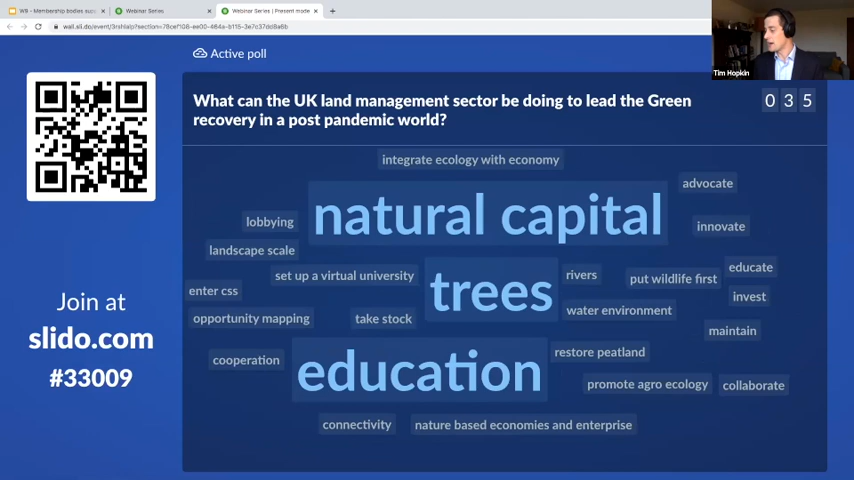 WB - Membership bodies succ
Webinar Series
Webinar Series | Present mode
Active poll
Tim Hopkin
What can the UK land management sector be doing to lead the Green
recovery in a post pandemic world?
0 3 5
integrate ecology with economy
advocate
natural capital
lobbying
innovate
landscape scale
set up a virtual university
trees
rivers
put wildlife first
educate
enter css
invest
opportunity mapping
take stock
water environment
maintain
cooperation
education
restore peatland
promote agro ecology
collaborate
connectivity
nature based economies and enterprise
Join at
slido.com
#33009